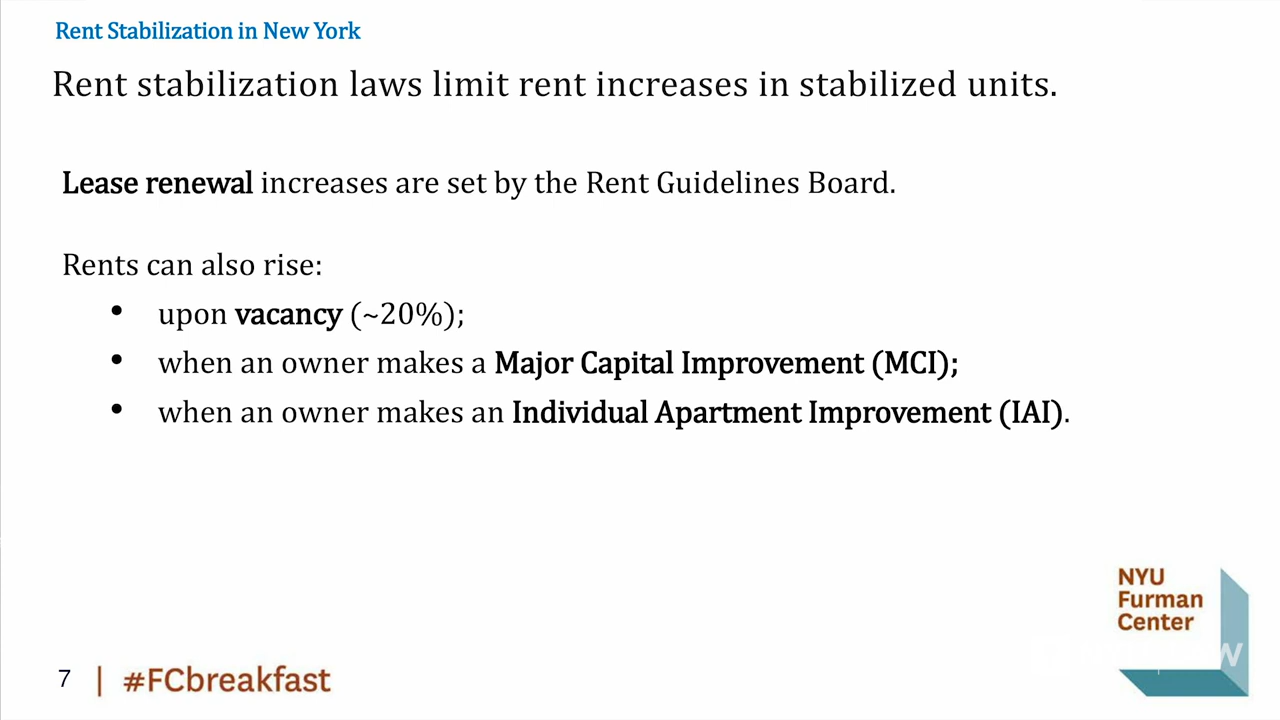 Rent Stabilization in New York
Rent stabilization laws limit rent increases in stabilized units.
Lease renewal increases are set by the Rent Guidelines Board.
Rents can also rise:
• upon vacancy (~20%);
• when an owner makes a Major Capital Improvement (MCI);
• when an owner makes an Individual Apartment Improvement (IAI).
NYU
Furman
Center
7 | #FCbreakfast